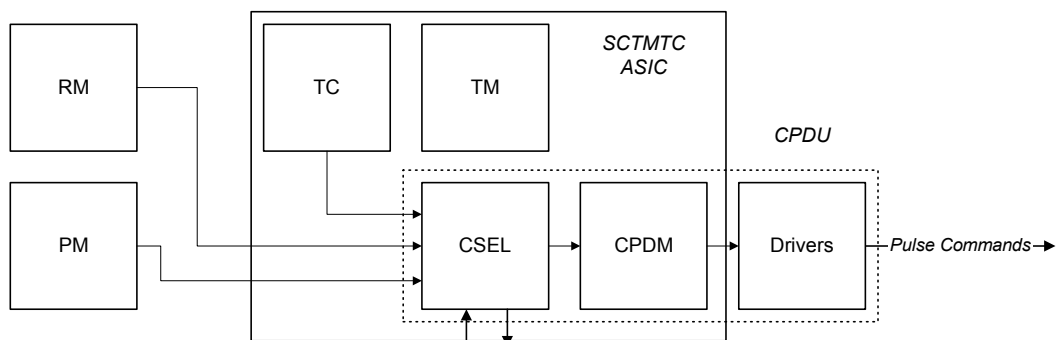 SCTMTC
ASIC
RM
TC
TM
CPDU
PM
CSEL
CPDM
Drivers
Pulse Commands